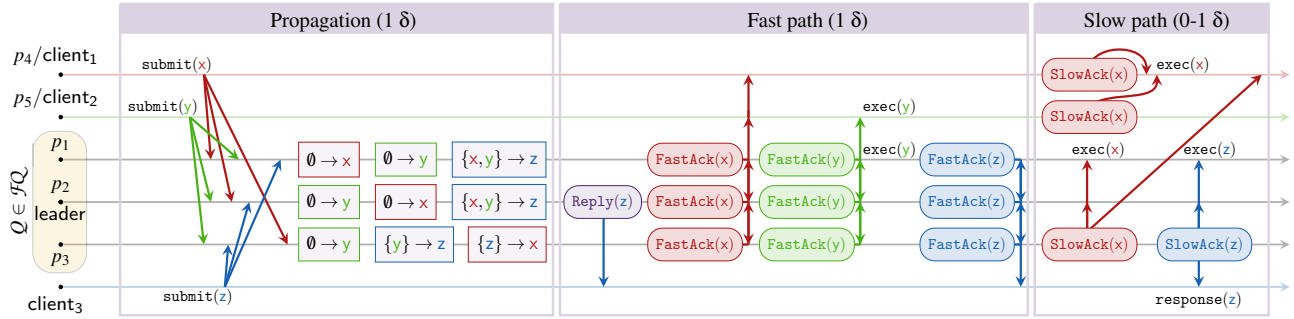 Propagation (1 δ) Fast path (1 δ) Slow path (0-1 δ)
p4/client1 submit(x) SlowAck(x) exec(x)
p5/client2 submit(y) exec(y) SlowAck(x)
p1 ∅→x ∅→y {x,y}→z FastAck(x) FastAck(y) exec(y) FastAck(z) exec(x) exec(z)
Q ∈ FQ
p2 ∅→y ∅→x {x,y}→z Reply(z) FastAck(x) FastAck(y) FastAck(z)
leader
p3 ∅→y {y}→z {z}→x FastAck(x) FastAck(y) FastAck(z) SlowAck(x) SlowAck(z)
client3 submit(z) response(z)